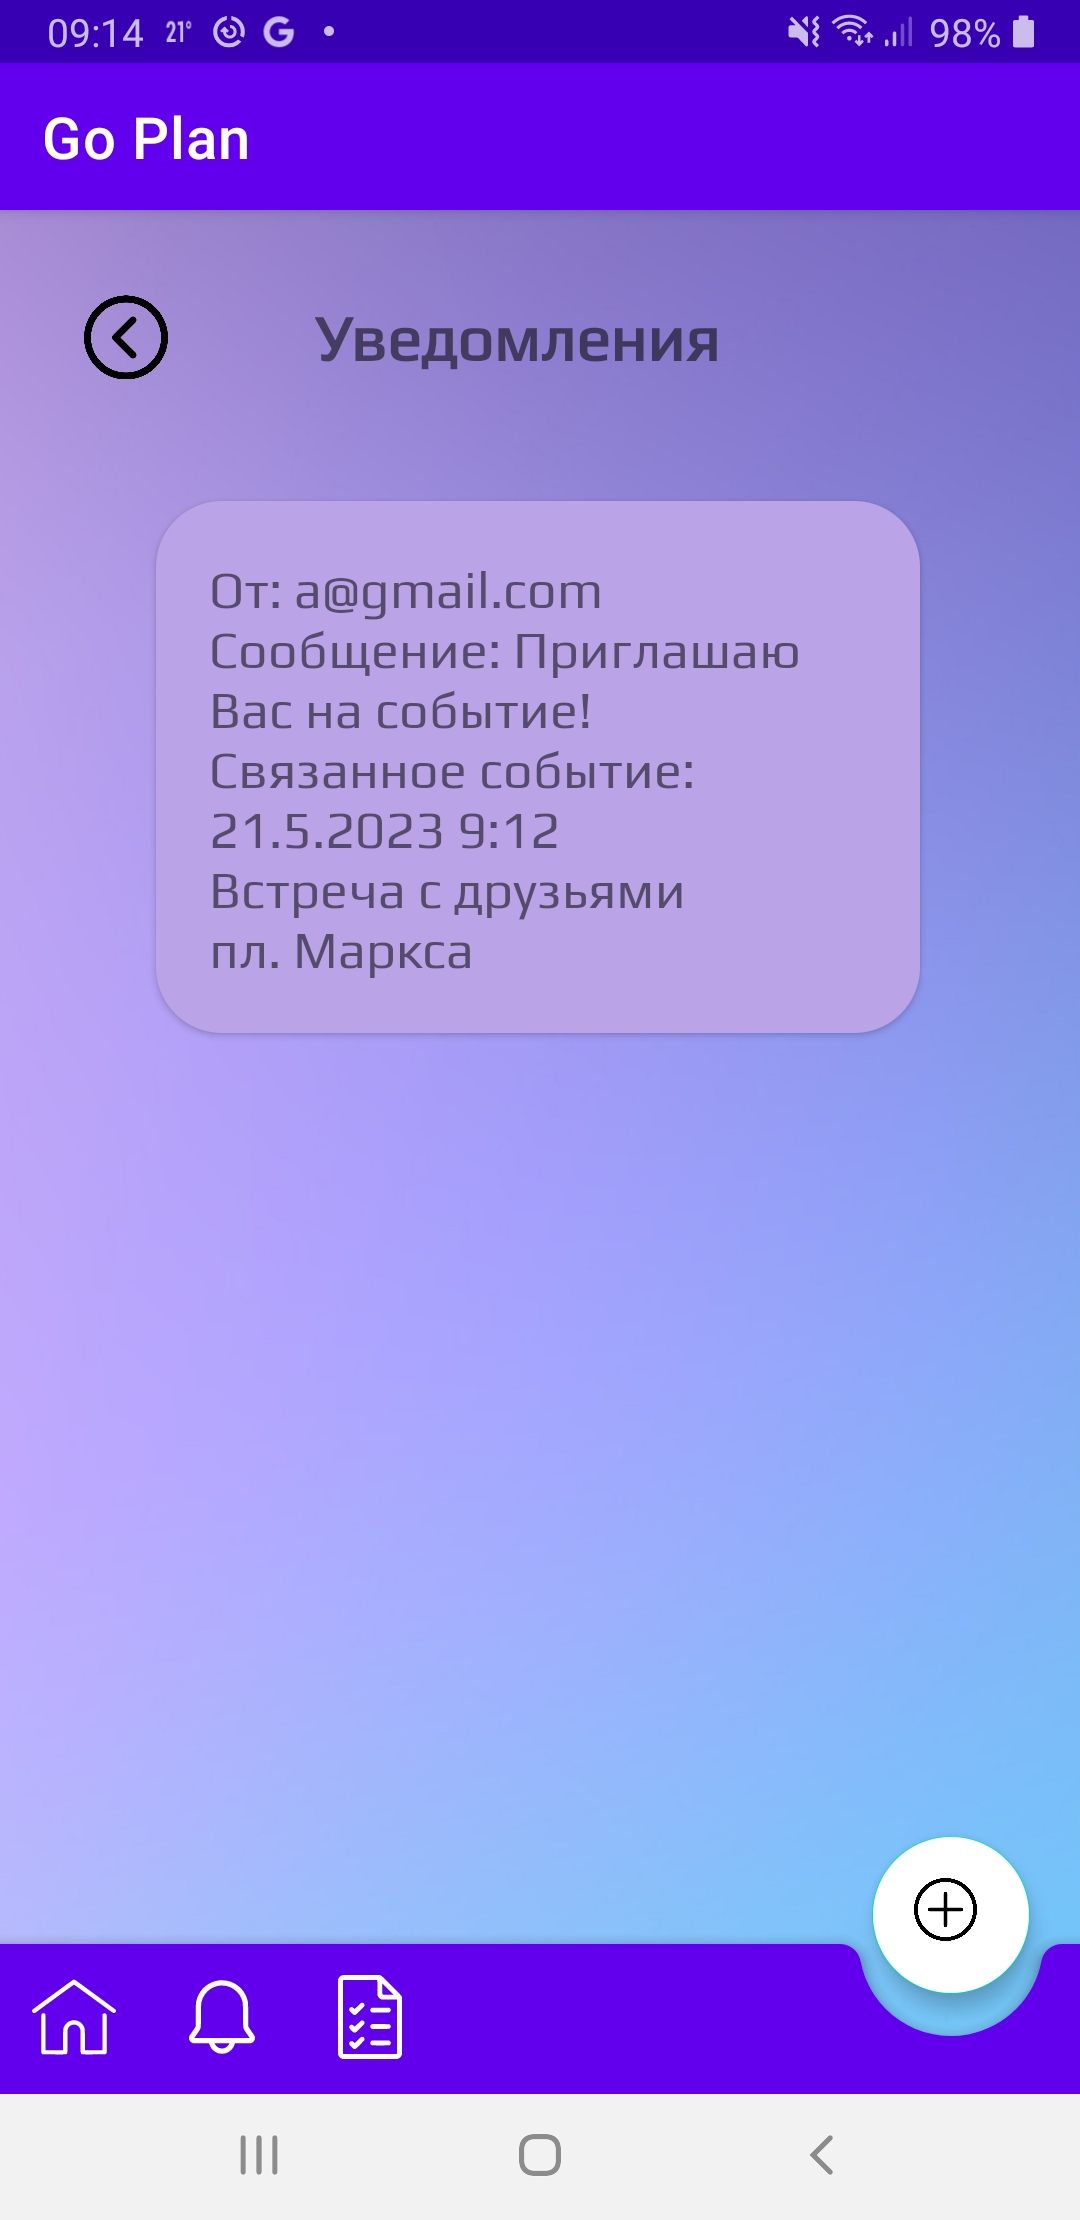 09:14 21° G 98%
Go Plan
Уведомления
От: a@gmail.com
Сообщение: Приглашаю
Вас на событие!
Связанное событие:
21.5.2023 9:12
Встреча с друзьями
пл. Маркса